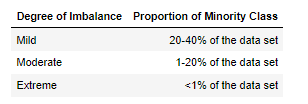 Degree of Imbalance Proportion of Minority Class
Mild 20-40% of the data set
Moderate 1-20% of the data set
Extreme <1% of the data set